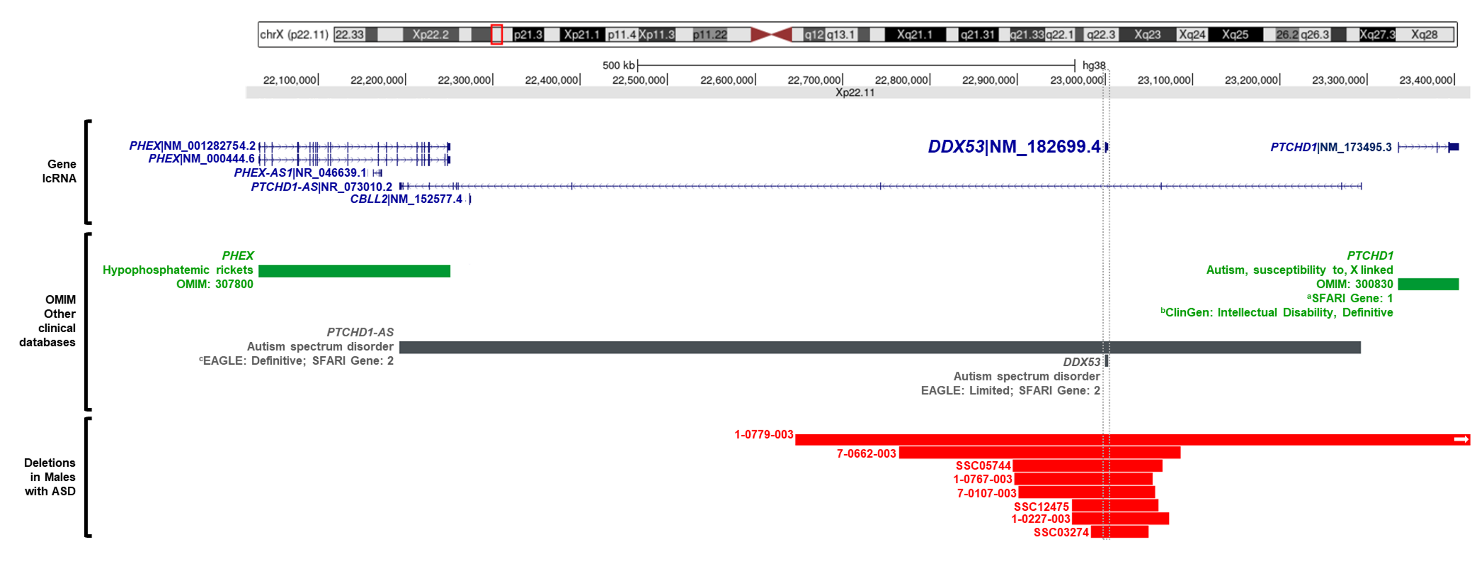 chrX (p22.11) 22.33 Xp22.2 p21.3 Xp21.1 p11.4 Xp11.3 p11.22 q12 q13.1 Xq21.1 q21.31 q21.33 q22.1 q22.3 Xq23 Xq24 Xq25 26.2 q26.3 Xq27.3 Xq28
500 kb hg38
22,100,000 22,200,000 22,300,000 22,400,000 22,500,000 22,600,000 22,700,000 22,800,000 22,900,000 23,000,000 23,100,000 23,200,000 23,300,000 23,400,000
Xp22.11
Gene
lcRNA
PHEX|NM_001282754.2
PHEX|NM_000444.6
PHEX-AS1|NR_046639.1
PTCHD1-AS|NR_073010.2
CBLL2|NM_152577.4
DDX53|NM_182699.4
PTCHD1|NM_173495.3
OMIM
Other
clinical
databases
PHEX
Hypophosphatemic rickets
OMIM: 307800
PTCHD1
Autism, susceptibility to, X linked
OMIM: 300830
ᵃSFARI Gene: 1
ᵇClinGen: Intellectual Disability, Definitive
PTCHD1-AS
Autism spectrum disorder
ᶜEAGLE: Definitive; SFARI Gene: 2
DDX53
Autism spectrum disorder
EAGLE: Limited; SFARI Gene: 2
Deletions
in Males
with ASD
1-0779-003
7-0662-003
SSC05744
1-0767-003
7-0107-003
SSC12475
1-0227-003
SSC03274